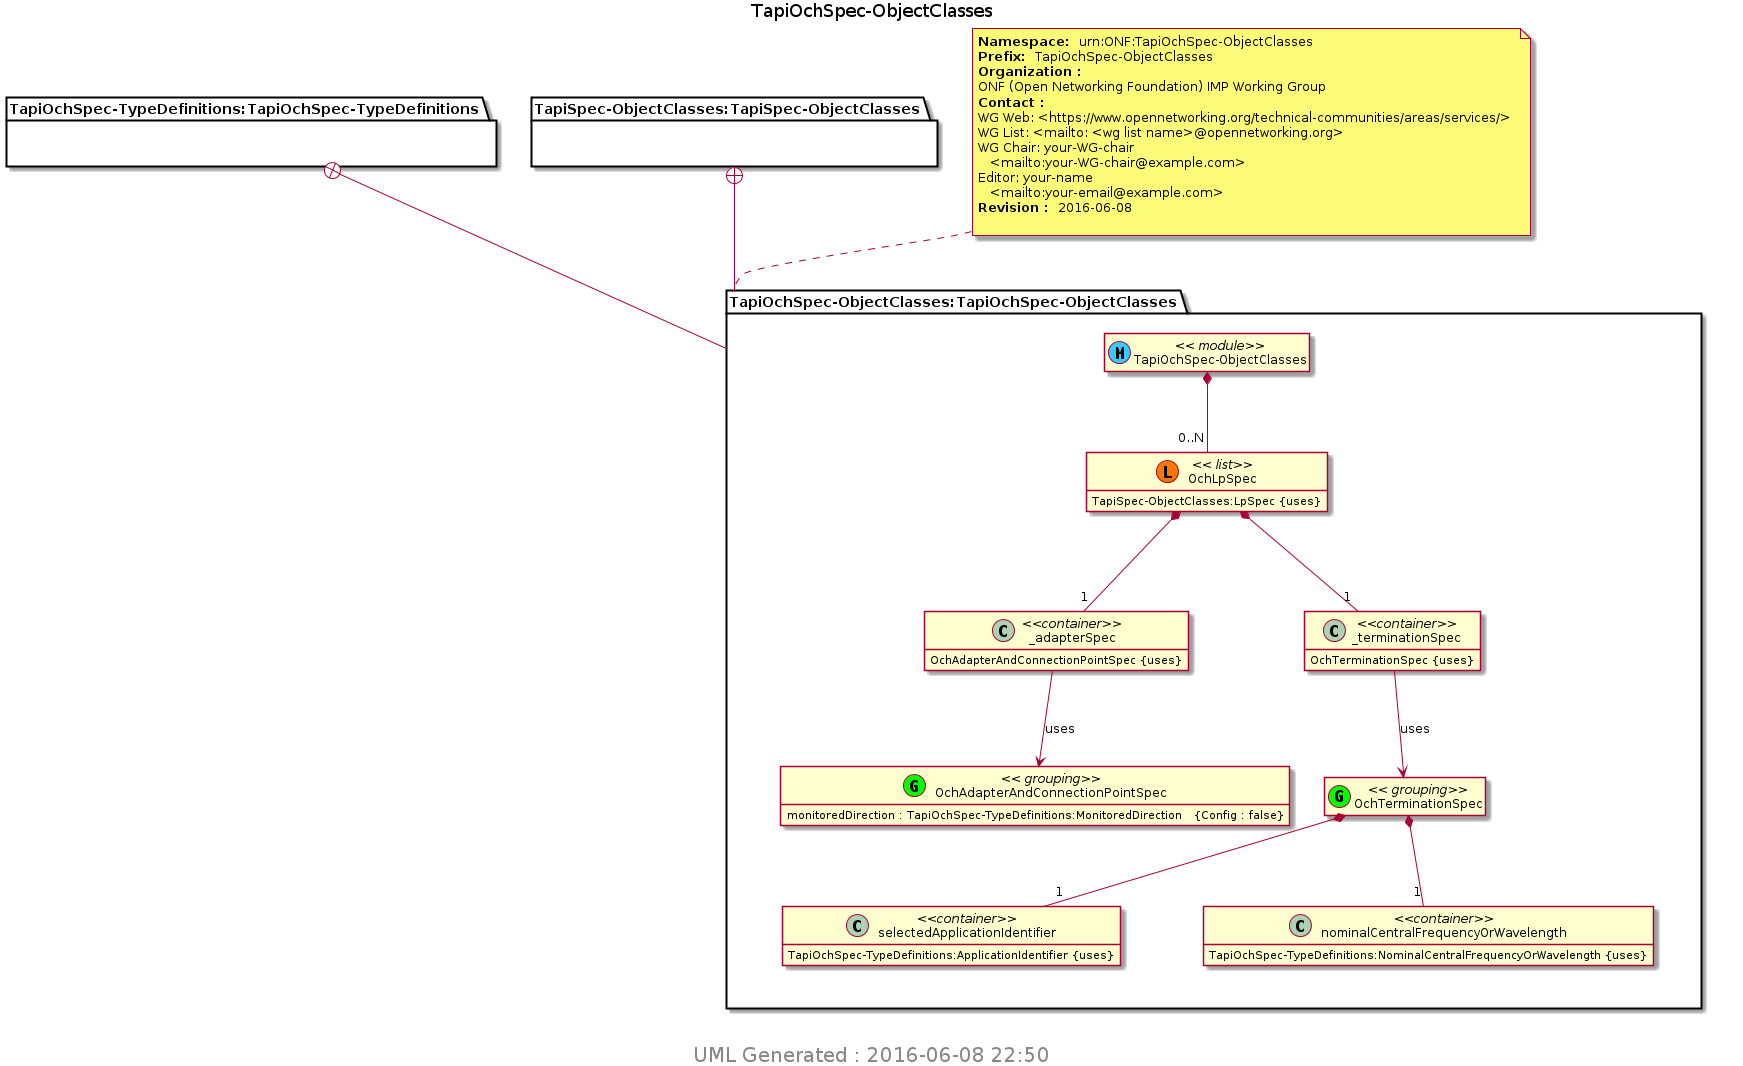 TapiOchSpec-ObjectClasses
Namespace: urn:ONF:TapiOchSpec-ObjectClasses
Prefix: TapiOchSpec-ObjectClasses
Organization :
ONF (Open Networking Foundation) IMP Working Group
Contact :
WG Web: <https://www.opennetworking.org/technical-communities/areas/services/>
WG List: <mailto: <wg list name>@opennetworking.org>
WG Chair: your-WG-chair
<mailto:your-WG-chair@example.com>
Editor: your-name
<mailto:your-email@example.com>
Revision : 2016-06-08
TapiOchSpec-TypeDefinitions:TapiOchSpec-TypeDefinitions
TapiSpec-ObjectClasses:TapiSpec-ObjectClasses
TapiOchSpec-ObjectClasses:TapiOchSpec-ObjectClasses
M
<< module>>
TapiOchSpec-ObjectClasses
0..N
L
<< list>>
OchLpSpec
TapiSpec-ObjectClasses:LpSpec {uses}
1
1
C
<<container>>
_adapterSpec
OchAdapterAndConnectionPointSpec {uses}
C
<<container>>
_terminationSpec
OchTerminationSpec {uses}
uses
uses
G
<< grouping>>
OchAdapterAndConnectionPointSpec
monitoredDirection : TapiOchSpec-TypeDefinitions:MonitoredDirection {Config : false}
G
<< grouping>>
OchTerminationSpec
1
1
C
<<container>>
selectedApplicationIdentifier
TapiOchSpec-TypeDefinitions:ApplicationIdentifier {uses}
C
<<container>>
nominalCentralFrequencyOrWavelength
TapiOchSpec-TypeDefinitions:NominalCentralFrequencyOrWavelength {uses}
UML Generated : 2016-06-08 22:50